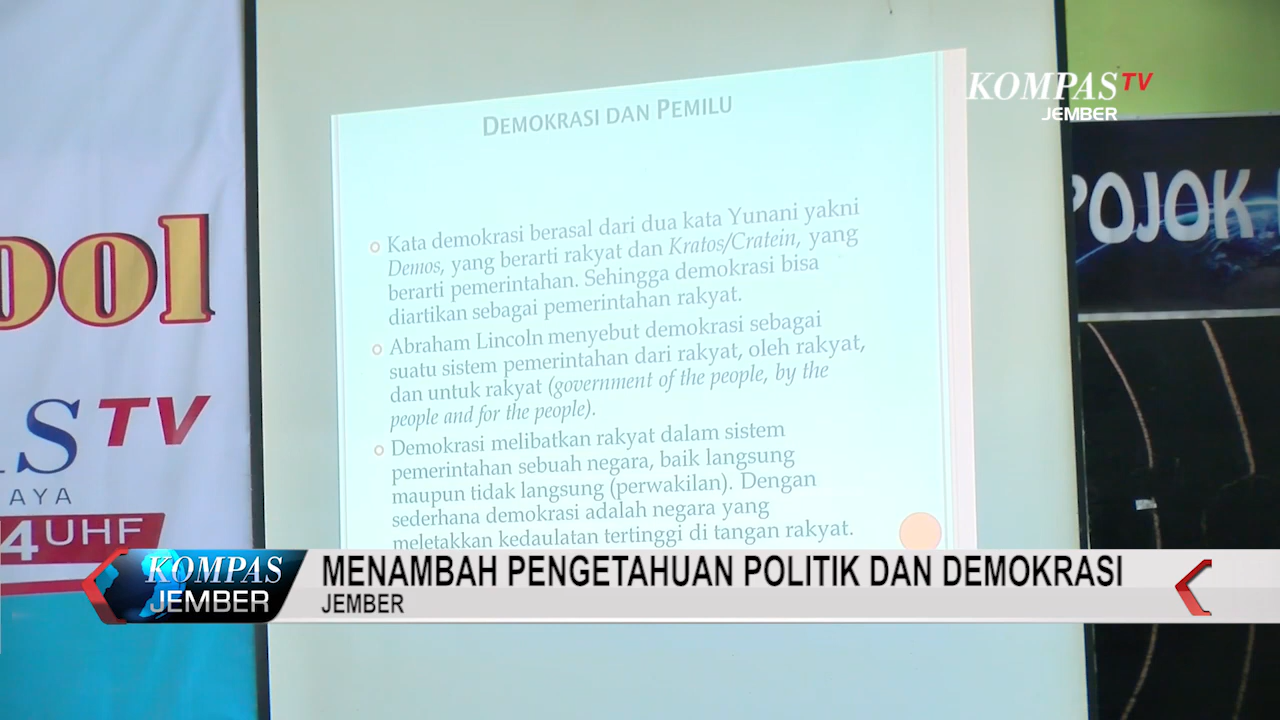 KOMPAS TV
JEMBER
DEMOKRASI DAN PEMILU
Kata demokrasi berasal dari dua kata Yunani yakni
Demos, yang berarti rakyat dan Kratos/Cratein, yang
berarti pemerintahan. Sehingga demokrasi bisa
diartikan sebagai pemerintahan rakyat.
Abraham Lincoln menyebut demokrasi sebagai
suatu sistem pemerintahan dari rakyat, oleh rakyat,
dan untuk rakyat (government of the people, by the
people and for the people).
Demokrasi melibatkan rakyat dalam sistem
pemerintahan sebuah negara, baik langsung
maupun tidak langsung (perwakilan). Dengan
sederhana demokrasi adalah negara yang
meletakkan kedaulatan tertinggi di tangan rakyat.
POJOK
ool
AS TV
AYA
4 UHF
KOMPAS
JEMBER
MENAMBAH PENGETAHUAN POLITIK DAN DEMOKRASI
JEMBER